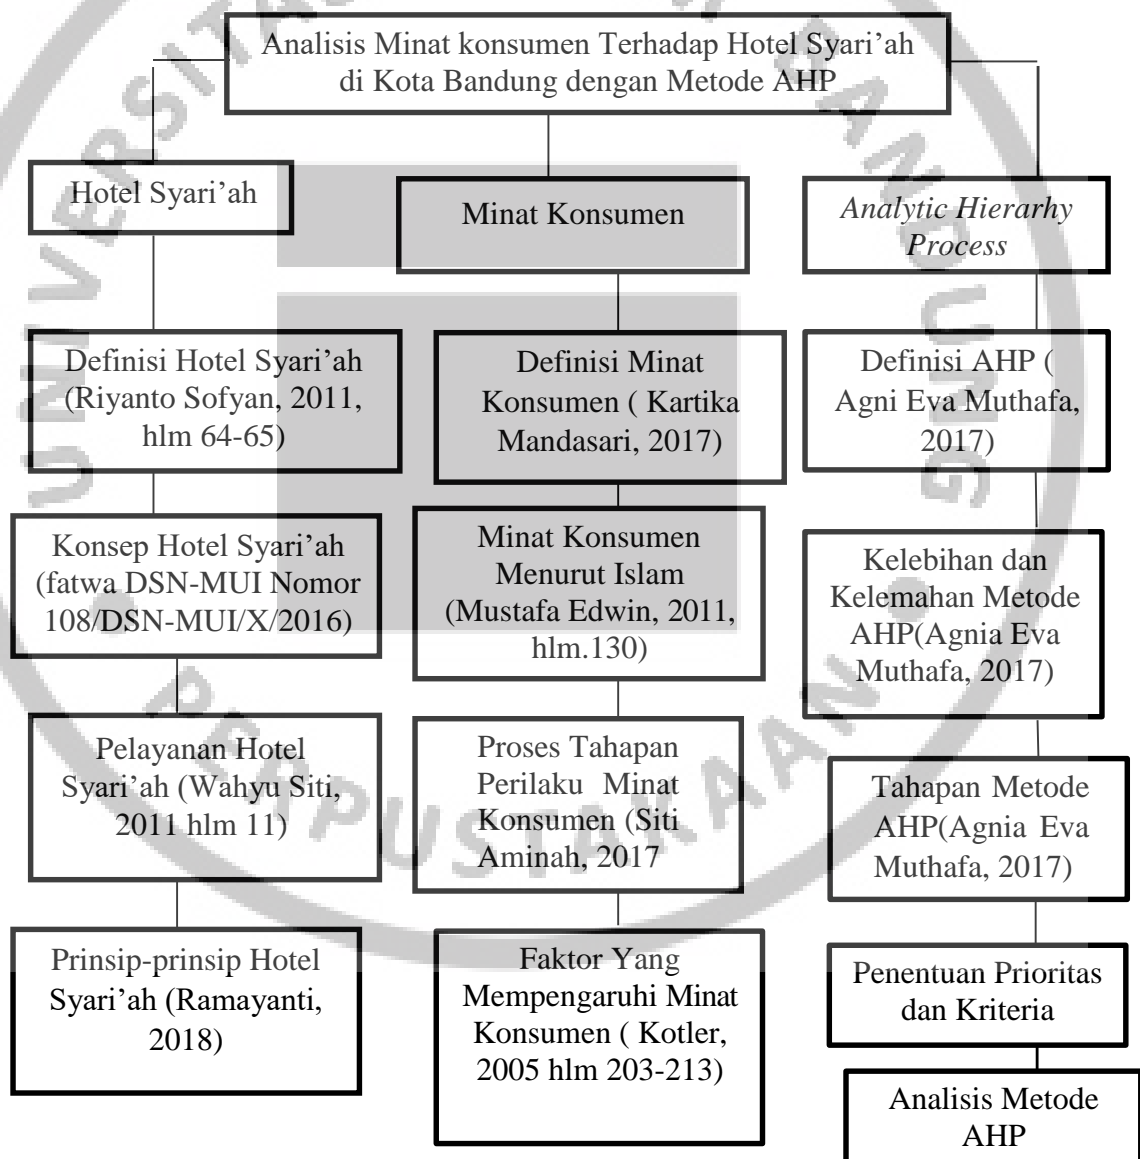 Analisis Minat konsumen Terhadap Hotel Syari’ah
di Kota Bandung dengan Metode AHP
Hotel Syari’ah
Definisi Hotel Syari’ah
(Riyanto Sofyan, 2011,
hlm 64-65)
Konsep Hotel Syari’ah
(fatwa DSN-MUI Nomor
108/DSN-MUI/X/2016)
Pelayanan Hotel
Syari’ah (Wahyu Siti,
2011 hlm 11)
Prinsip-prinsip Hotel
Syari’ah (Ramayanti,
2018)
Minat Konsumen
Definisi Minat
Konsumen ( Kartika
Mandasari, 2017)
Minat Konsumen
Menurut Islam
(Mustafa Edwin, 2011,
hlm.130)
Proses Tahapan
Perilaku Minat
Konsumen (Siti
Aminah, 2017
Faktor Yang
Mempengaruhi Minat
Konsumen ( Kotler,
2005 hlm 203-213)
Analytic Hierarhy
Process
Definisi AHP (
Agni Eva Muthafa,
2017)
Kelebihan dan
Kelemahan Metode
AHP(Agnia Eva
Muthafa, 2017)
Tahapan Metode
AHP(Agnia Eva
Muthafa, 2017)
Penentuan Prioritas
dan Kriteria
Analisis Metode
AHP
BANDUNG
PERPUSTAKAAN